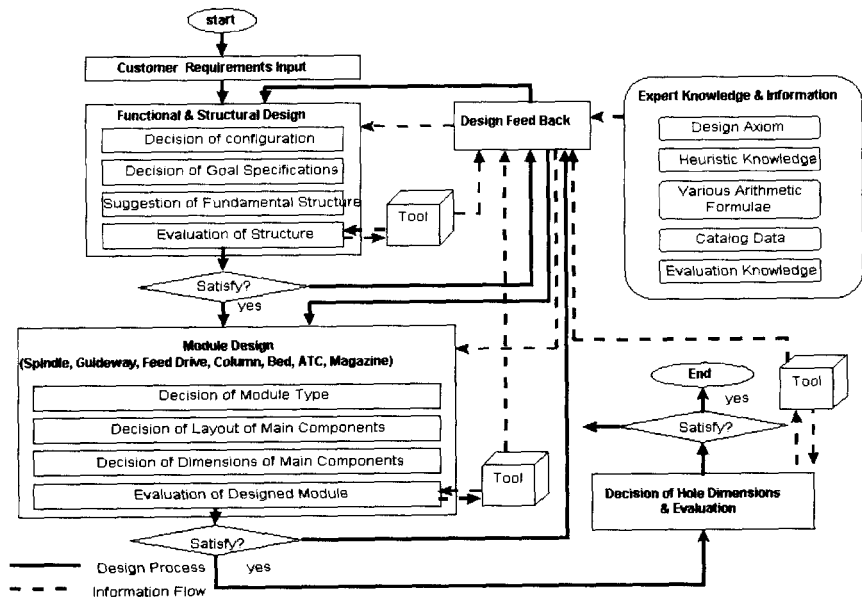 start
Customer Requirements Input
Functional & Structural Design
Decision of configuration
Decision of Goal Specifications
Suggestion of Fundamental Structure
Evaluation of Structure
Tool
Satisfy?
yes
Design Feed Back
Expert Knowledge & Information
Design Axiom
Heuristic Knowledge
Various Arithmetic
Formulae
Catalog Data
Evaluation Knowledge
Module Design
(Spindle, Guideway, Feed Drive, Column, Bed, ATC, Magazine)
Decision of Module Type
Decision of Layout of Main Components
Decision of Dimensions of Main Components
Evaluation of Designed Module
Tool
Satisfy?
yes
End
yes
Satisfy?
Tool
Decision of Hole Dimensions
& Evaluation
Design Process
Information Flow